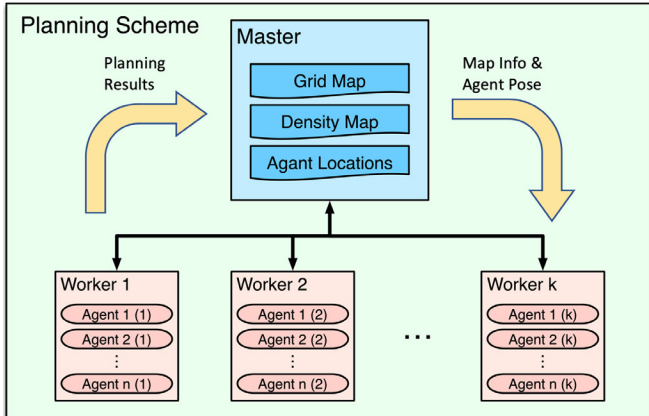 Planning Scheme
Planning
Results
Master
Grid Map
Density Map
Agant Locations
Map Info &
Agent Pose
Worker 1
Agent 1 (1)
Agent 2 (1)
⋮
Agent n (1)
Worker 2
Agent 1 (2)
Agent 2 (2)
⋮
Agent n (2)
...
Worker k
Agent 1 (k)
Agent 2 (k)
⋮
Agent n (k)